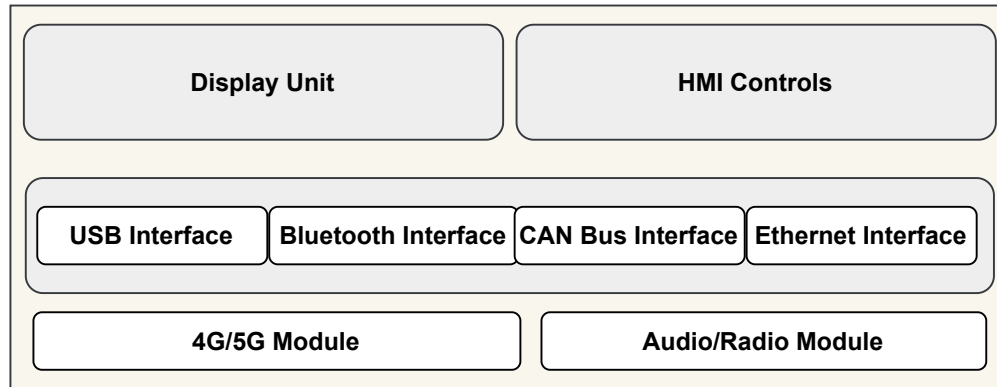 Display Unit
HMI Controls
USB Interface
Bluetooth Interface
CAN Bus Interface
Ethernet Interface
4G/5G Module
Audio/Radio Module